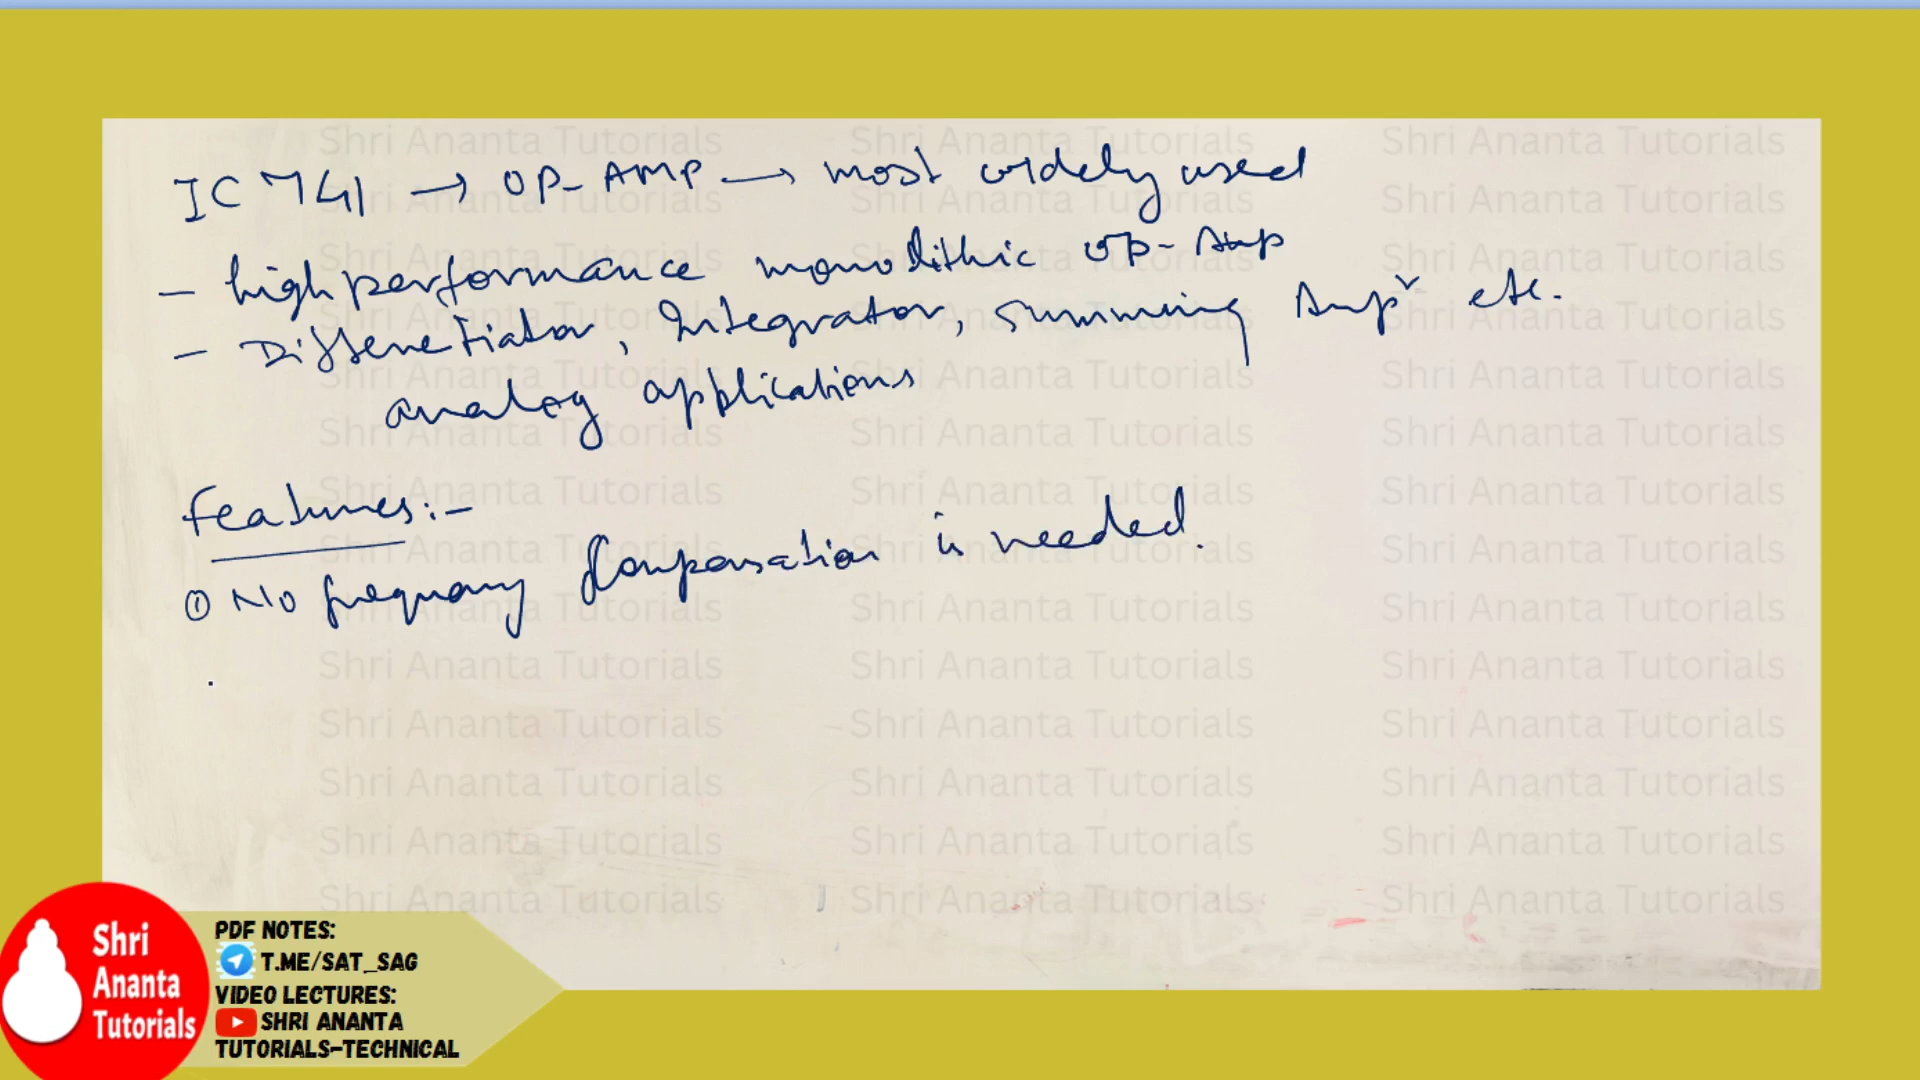 IC 741 → OP-AMP → most widely used
- high performance monolithic OP-Amp
- Differnetiator, Integrator, summing Ampr etc.
analog applications
Features:-
① No frequency Compensation is needed.
Shri
Ananta
Tutorials
PDF NOTES:
T.ME/SAT_SAG
VIDEO LECTURES:
SHRI ANANTA
TUTORIALS-TECHNICAL